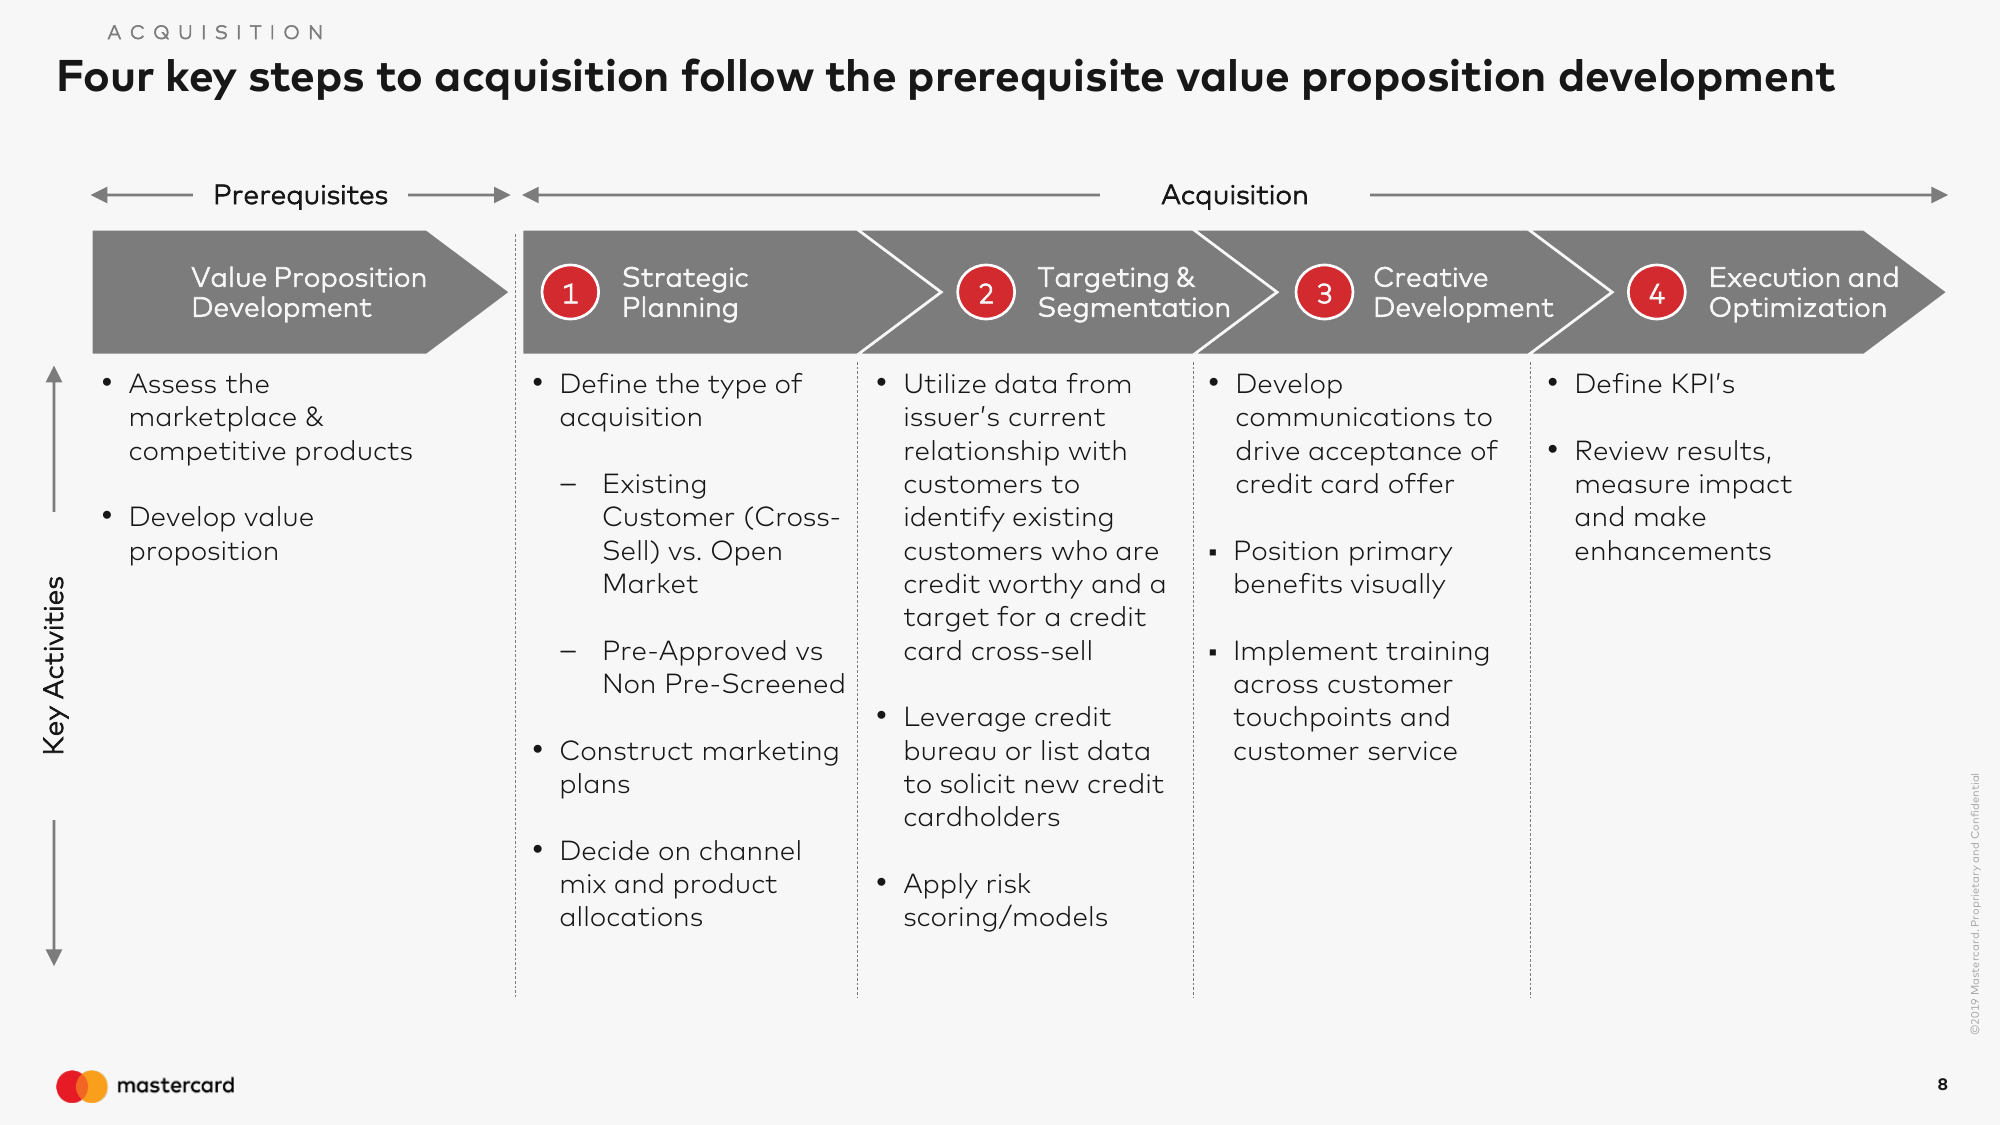 ACQUISITION
Four key steps to acquisition follow the prerequisite value proposition development
Prerequisites
Acquisition
Value Proposition
Development
1
Strategic
Planning
2
Targeting &
Segmentation
3
Creative
Development
4
Execution and
Optimization
Key Activities
• Assess the
marketplace &
competitive products
• Develop value
proposition
• Define the type of
acquisition
– Existing
Customer (Cross-
Sell) vs. Open
Market
– Pre-Approved vs
Non Pre-Screened
• Construct marketing
plans
• Decide on channel
mix and product
allocations
• Utilize data from
issuer’s current
relationship with
customers to
identify existing
customers who are
credit worthy and a
target for a credit
card cross-sell
• Leverage credit
bureau or list data
to solicit new credit
cardholders
• Apply risk
scoring/models
• Develop
communications to
drive acceptance of
credit card offer
▪ Position primary
benefits visually
▪ Implement training
across customer
touchpoints and
customer service
• Define KPI’s
• Review results,
measure impact
and make
enhancements
©2019 Mastercard. Proprietary and Confidential
mastercard
8